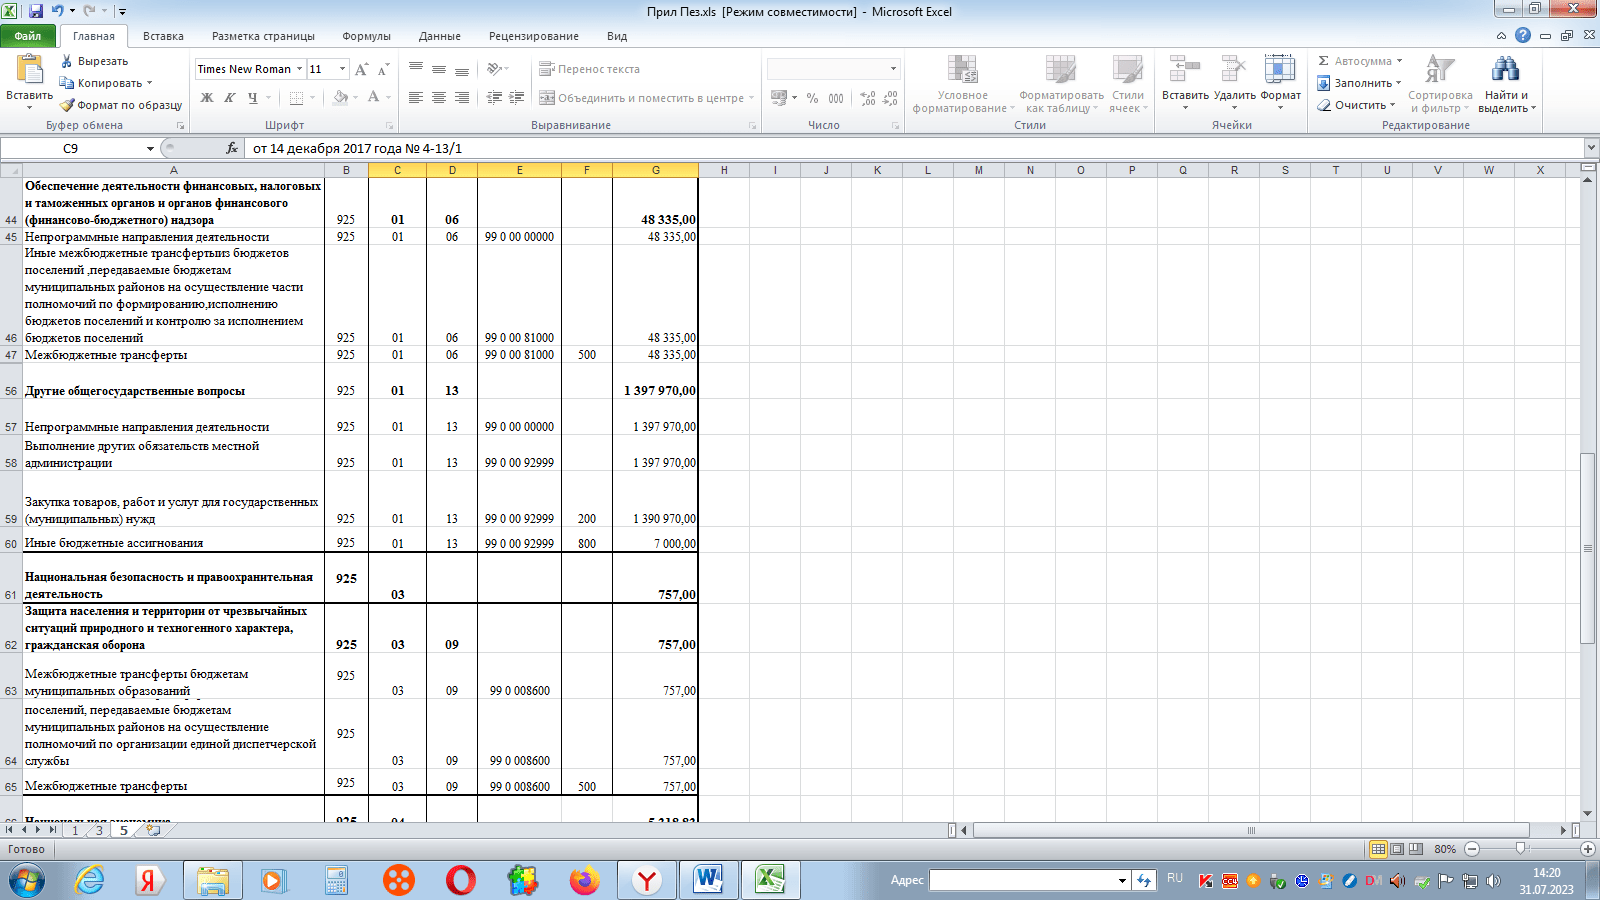 Прил Пез.xls [Режим совместимости] - Microsoft Excel
Файл Главная Вставка Разметка страницы Формулы Данные Рецензирование Вид
Вставить
Вырезать
Копировать
Формат по образцу
Буфер обмена
Times New Roman 11
Ж К Ч
Шрифт
Перенос текста
Объединить и поместить в центре
Выравнивание
% 000
Число
Условное форматирование
Форматировать как таблицу
Стили ячеек
Стили
Вставить Удалить Формат
Ячейки
Автосумма
Заполнить
Очистить
Сортировка и фильтр
Найти и выделить
Редактирование
C9 fx от 14 декабря 2017 года № 4-13/1
A B C D E F G H I J K L M N O P Q R S T U V W X
Обеспечение деятельности финансовых, налоговых
и таможенных органов и органов финансового
44 (финансово-бюджетного) надзора 925 01 06 48 335,00
45 Непрограммные направления деятельности 925 01 06 99 0 00 00000 48 335,00
Иные межбюджетные трансфертыиз бюджетов
поселений ,передаваемые бюджетам
муниципальных районов на осуществление части
полномочий по формированию,исполнению
бюджетов поселений и контролю за исполнением
46 бюджетов поселений 925 01 06 99 0 00 81000 48 335,00
47 Межбюджетные трансферты 925 01 06 99 0 00 81000 500 48 335,00
56 Другие общегосударственные вопросы 925 01 13 1 397 970,00
57 Непрограммные направления деятельности 925 01 13 99 0 00 00000 1 397 970,00
Выполнение других обязательств местной
58 администрации 925 01 13 99 0 00 92999 1 397 970,00
Закупка товаров, работ и услуг для государственных
59 (муниципальных) нужд 925 01 13 99 0 00 92999 200 1 390 970,00
60 Иные бюджетные ассигнования 925 01 13 99 0 00 92999 800 7 000,00
Национальная безопасность и правоохранительная 925
61 деятельность 03 757,00
Защита населения и территории от чрезвычайных
ситуаций природного и техногенного характера,
62 гражданская оборона 925 03 09 757,00
Межбюджетные трансферты бюджетам 925
63 муниципальных образований 03 09 99 0 008600 757,00
поселений, передаваемые бюджетам
муниципальных районов на осуществление 925
полномочий по организации единой диспетчерской
64 службы 03 09 99 0 008600 757,00
65 Межбюджетные трансферты 925 03 09 99 0 008600 500 757,00
66 Национальная экономика 925 04
1 3 5
Готово 80%
Адрес RU 14:20
31.07.2023